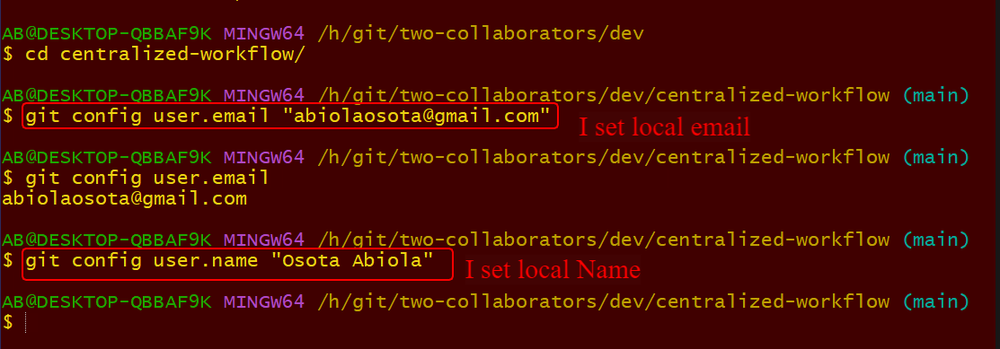 AB@DESKTOP-QBBAF9K MINGW64 /h/git/two-collaborators/dev
$ cd centralized-workflow/
AB@DESKTOP-QBBAF9K MINGW64 /h/git/two-collaborators/dev/centralized-workflow (main)
$ git config user.email "abiolaosota@gmail.com"
I set local email
AB@DESKTOP-QBBAF9K MINGW64 /h/git/two-collaborators/dev/centralized-workflow (main)
$ git config user.email
abiolaosota@gmail.com
AB@DESKTOP-QBBAF9K MINGW64 /h/git/two-collaborators/dev/centralized-workflow (main)
$ git config user.name "Osota Abiola"
I set local Name
AB@DESKTOP-QBBAF9K MINGW64 /h/git/two-collaborators/dev/centralized-workflow (main)
$